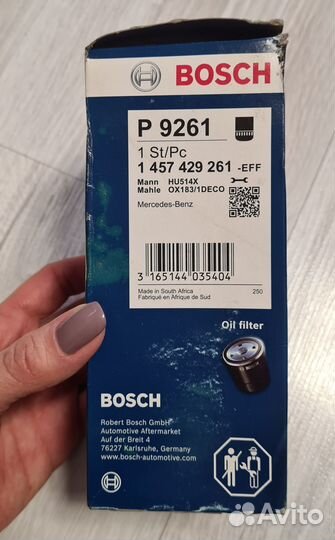 BOSCH
P 9261
1 St/Pc
1 457 429 261 -EFF
Mann HU514X
Mahle OX183/1DECO
Mercedes-Benz
3 165144 035404
Made in South Africa
Fabriqué en Afrique de Sud
250
Oil filter
BOSCH
Robert Bosch GmbH
Automotive Aftermarket
Auf der Breit 4
76227 Karlsruhe, Germany
www.bosch-automotive.com
Avito